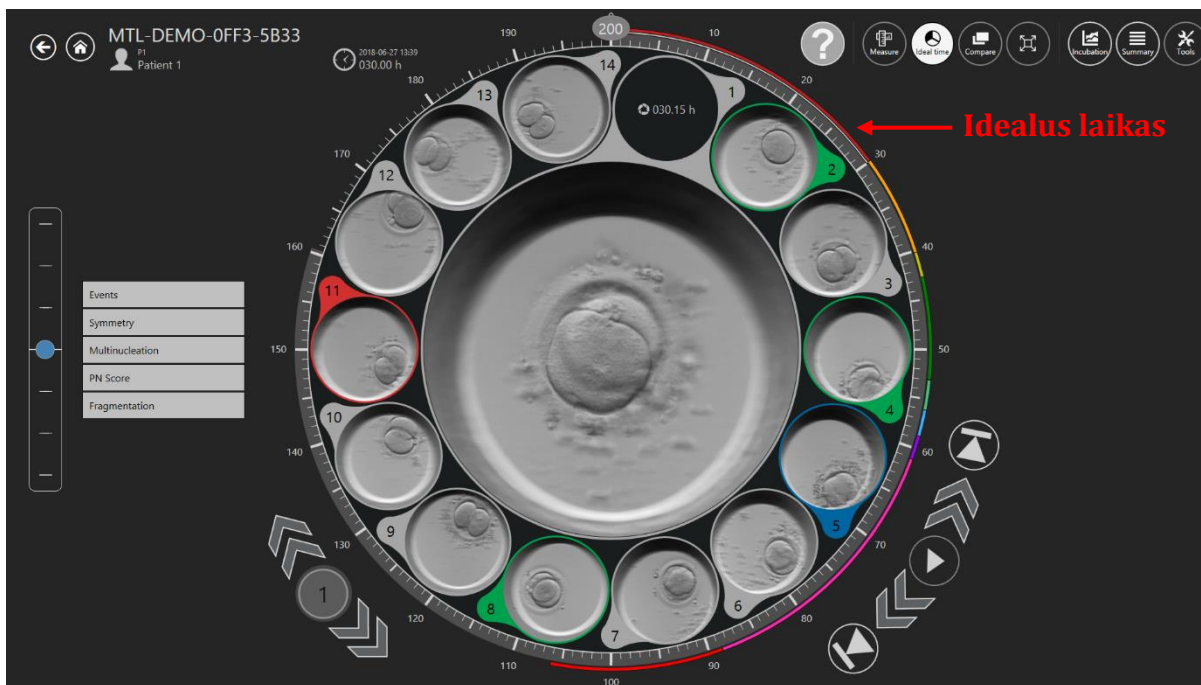 MTL-DEMO-0FF3-5B33
P1
Patient 1
2018-06-27 13:39
030.00 h
?
Measure
Ideal time
Compare
Incubation
Summary
Tools
Idealus laikas
200
10
20
30
40
50
60
70
80
90
100
110
120
130
140
150
160
170
180
190
030.15 h
1
2
3
4
5
6
7
8
9
10
11
12
13
14
Events
Symmetry
Multinucleation
PN Score
Fragmentation
1